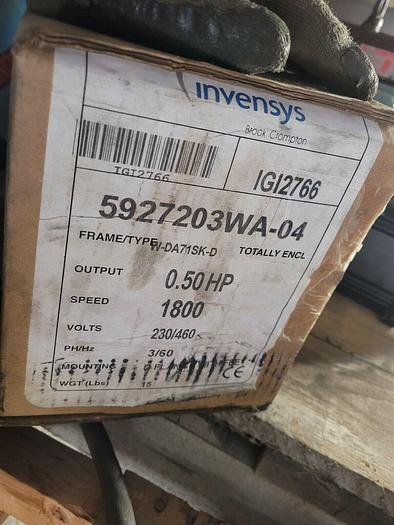 invensys
Brook Crompton
IGI2766
IGI2766
5927203WA-04
FRAME/TYPE W-DA71SK-D TOTALLY ENCL
OUTPUT 0.50 HP
SPEED 1800
VOLTS 230/460
PH/Hz 3/60
MOUNTING
CE
WGT (Lbs) 15